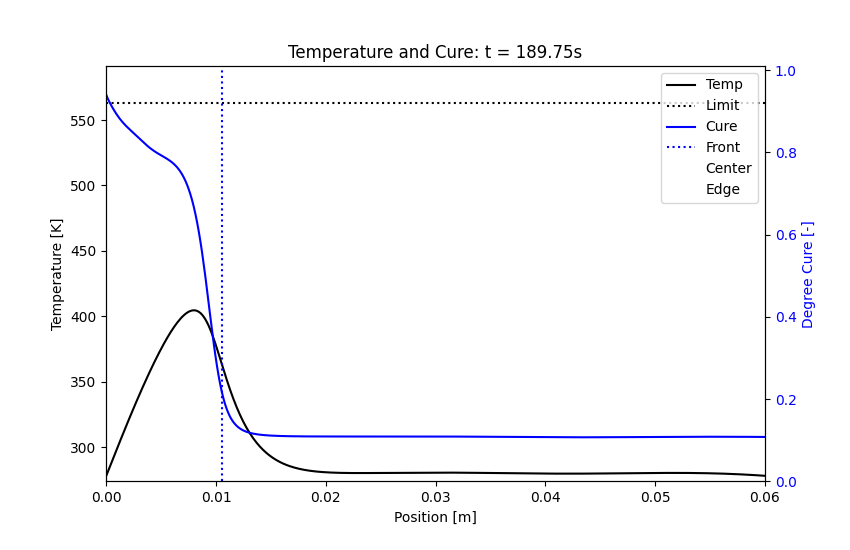 Temperature and Cure: t = 189.75s
Temp
Limit
Cure
Front
Center
Edge
Temperature [K]
550
500
450
400
350
300
1.0
0.8
0.6
0.4
0.2
0.0
Degree Cure [-]
0.00 0.01 0.02 0.03 0.04 0.05 0.06
Position [m]